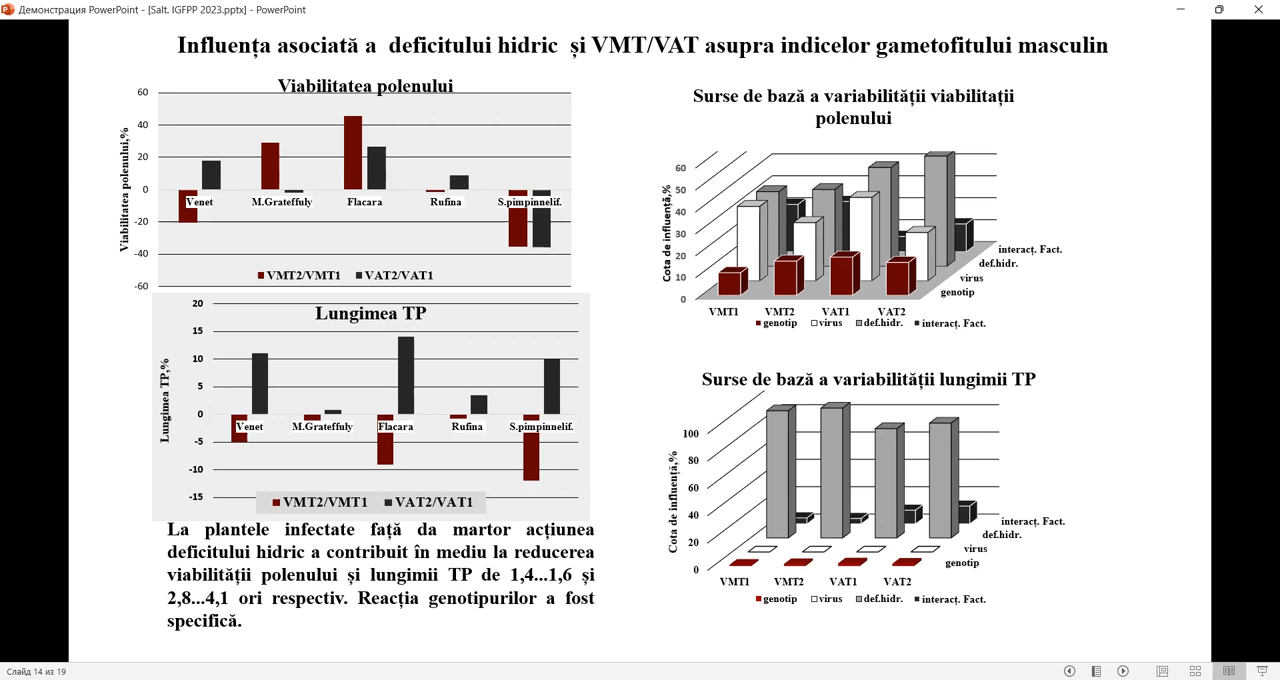 Демонстрация PowerPoint - [Salt. IGFPP 2023.pptx] - PowerPoint
Influența asociată a deficitului hidric și VMT/VAT asupra indicelor gametofitului masculin
Viabilitatea polenului
Viabilitatea polenului,%
60
40
20
0
-20
-40
-60
Venet
M.Grateffuly
Flacara
Rufina
S.pimpinnelif.
VMT2/VMT1
VAT2/VAT1
Lungimea TP
Lungimea TP,%
20
15
10
5
0
-5
-10
-15
Venet
M.Grateffuly
Flacara
Rufina
S.pimpinnelif.
VMT2/VMT1
VAT2/VAT1
La plantele infectate față da martor acțiunea
deficitului hidric a contribuit în mediu la reducerea
viabilității polenului și lungimii TP de 1,4...1,6 și
2,8...4,1 ori respectiv. Reacția genotipurilor a fost
specifică.
Surse de bază a variabilității viabilitații
polenului
Cota de influență,%
60
50
40
30
20
10
0
VMT1
VMT2
VAT1
VAT2
interacț. Fact.
def.hidr.
virus
genotip
genotip
virus
def.hidr.
interacț. Fact.
Surse de bază a variabilității lungimii TP
Cota de influență,%
100
80
60
40
20
0
VMT1
VMT2
VAT1
VAT2
interacț. Fact.
def.hidr.
virus
genotip
genotip
virus
def.hidr.
interacț. Fact.
Слайд 14 из 19